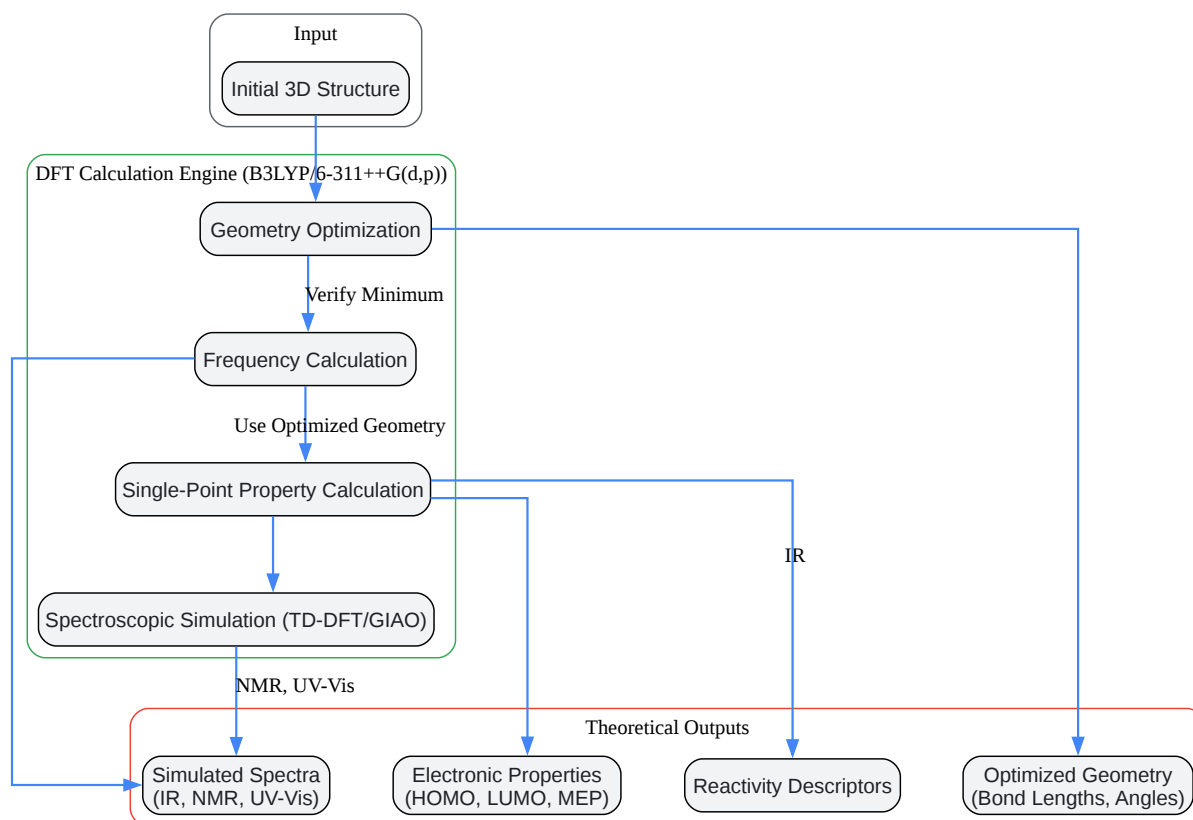 Input
Initial 3D Structure
DFT Calculation Engine (B3LYP/6-311++G(d,p))
Geometry Optimization
Verify Minimum
Frequency Calculation
Use Optimized Geometry
Single-Point Property Calculation
IR
Spectroscopic Simulation (TD-DFT/GIAO)
NMR, UV-Vis
Theoretical Outputs
Simulated Spectra
(IR, NMR, UV-Vis)
Electronic Properties
(HOMO, LUMO, MEP)
Reactivity Descriptors
Optimized Geometry
(Bond Lengths, Angles)